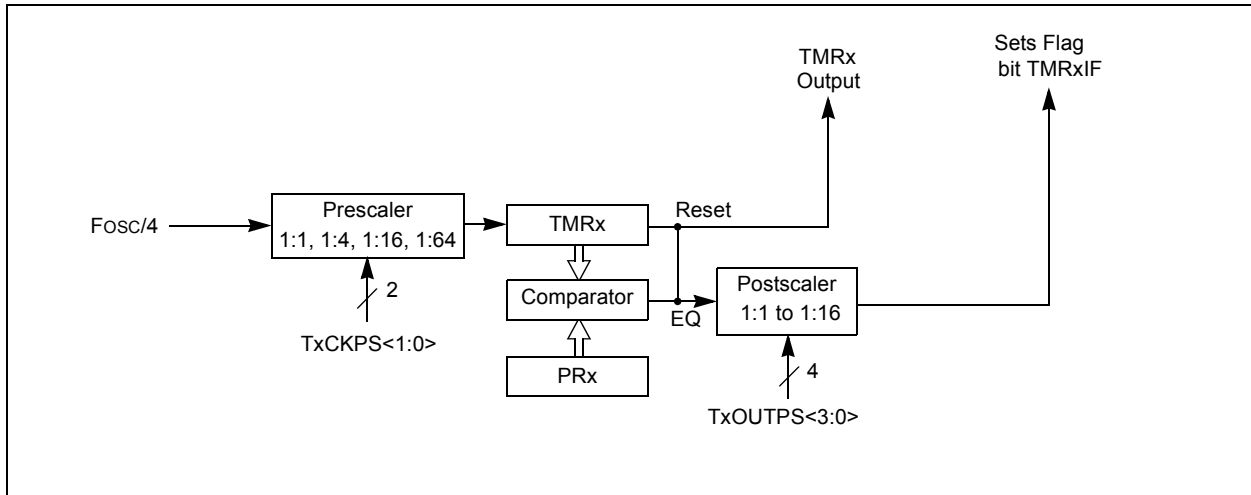 TMRx
Output
Sets Flag
bit TMRxIF
FOSC/4
Prescaler
1:1, 1:4, 1:16, 1:64
2
TxCKPS<1:0>
TMRx
Reset
Comparator
EQ
PRx
Postscaler
1:1 to 1:16
4
TxOUTPS<3:0>